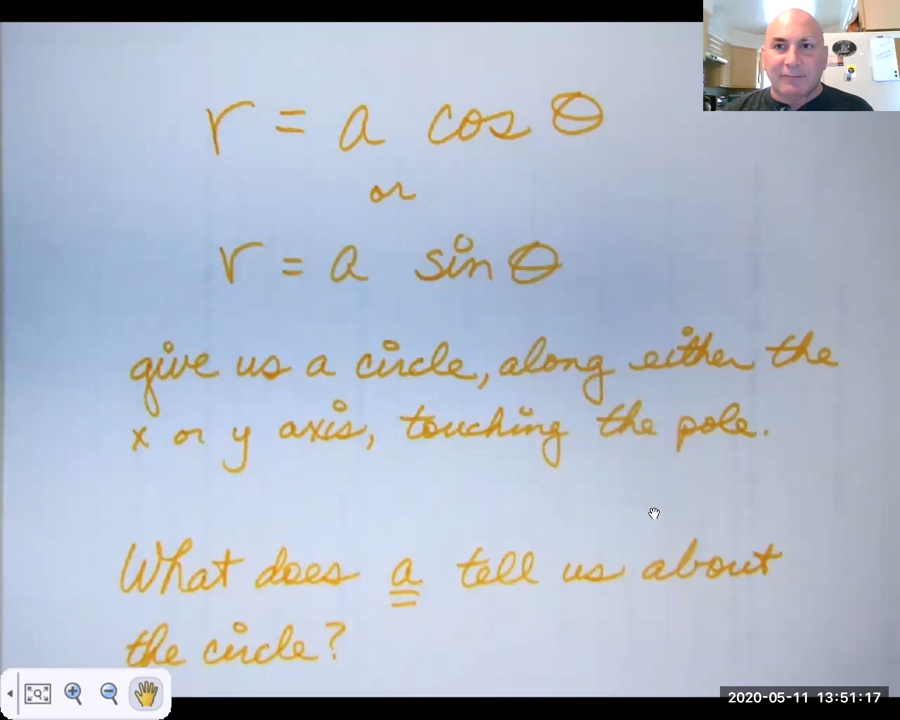 r = a cos θ
or
r = a sin θ
give us a circle, along either the
x or y axis, touching the pole.
What does a tell us about
the circle?
2020-05-11 13:51:17